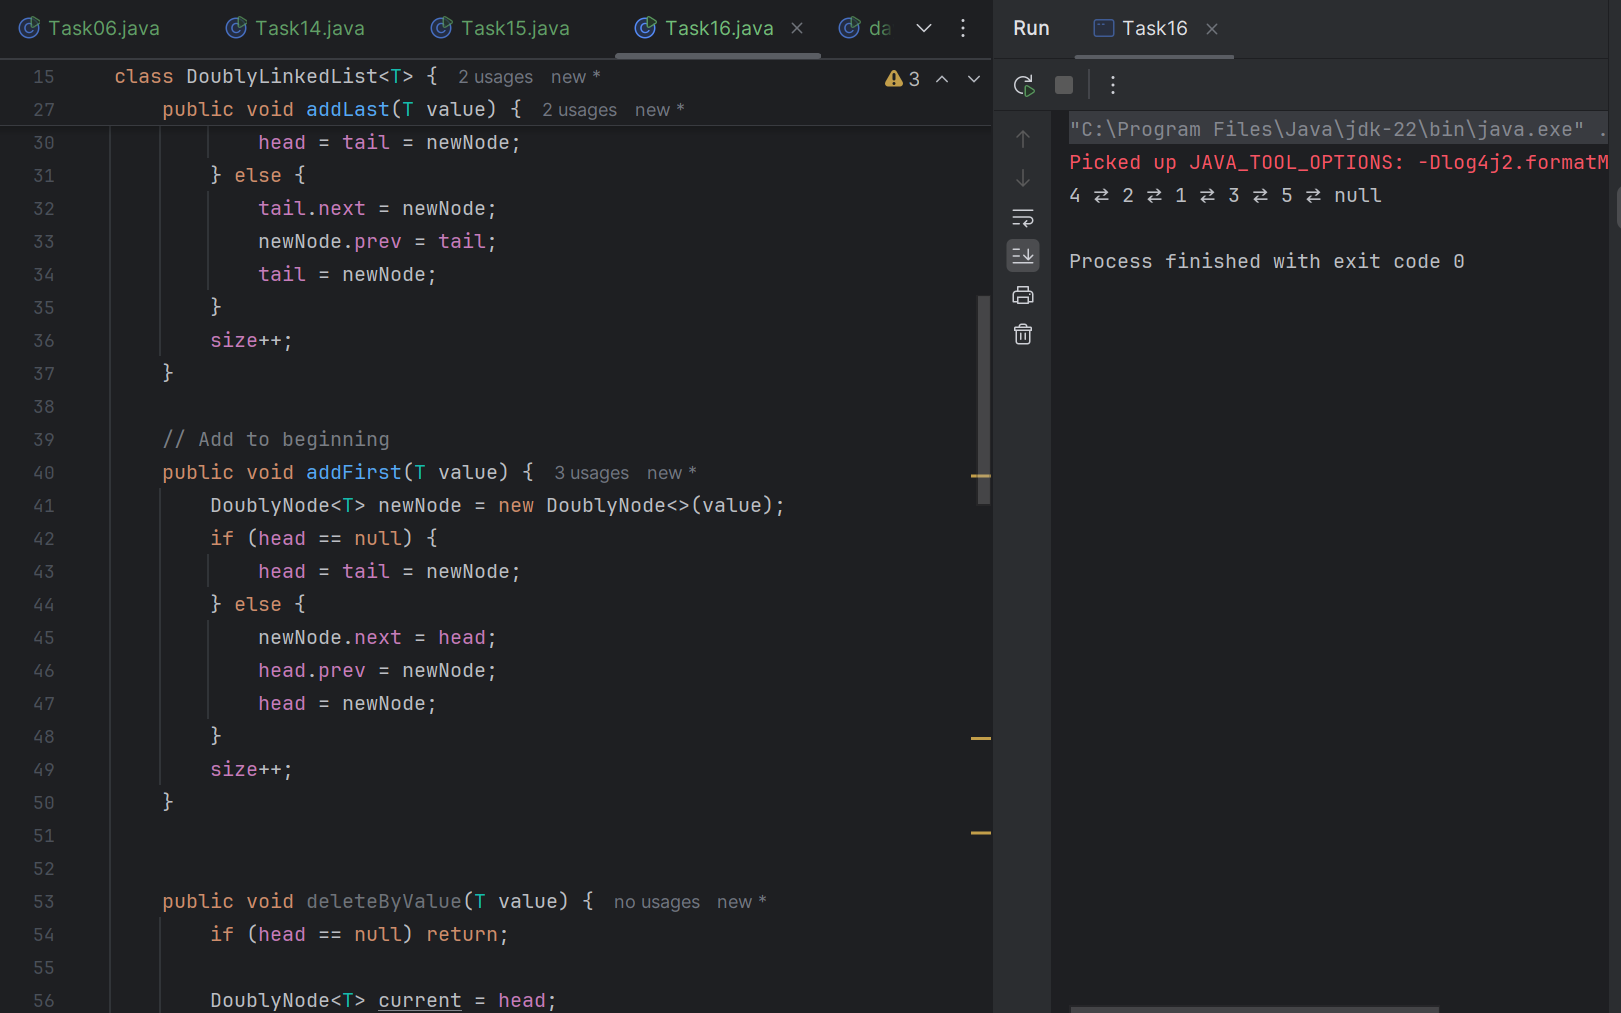 Task06.java Task14.java Task15.java Task16.java da
15 class DoublyLinkedList<T> { 2 usages new *
3
27 public void addLast(T value) { 2 usages new *
30 head = tail = newNode;
31 } else {
32 tail.next = newNode;
33 newNode.prev = tail;
34 tail = newNode;
35 }
36 size++;
37 }
38
39 // Add to beginning
40 public void addFirst(T value) { 3 usages new *
41 DoublyNode<T> newNode = new DoublyNode<>(value);
42 if (head == null) {
43 head = tail = newNode;
44 } else {
45 newNode.next = head;
46 head.prev = newNode;
47 head = newNode;
48 }
49 size++;
50 }
51
52
53 public void deleteByValue(T value) { no usages new *
54 if (head == null) return;
55
56 DoublyNode<T> current = head;
Run Task16
"C:\Program Files\Java\jdk-22\bin\java.exe" .
Picked up JAVA_TOOL_OPTIONS: -Dlog4j2.formatM
4 ⇄ 2 ⇄ 1 ⇄ 3 ⇄ 5 ⇄ null
Process finished with exit code 0